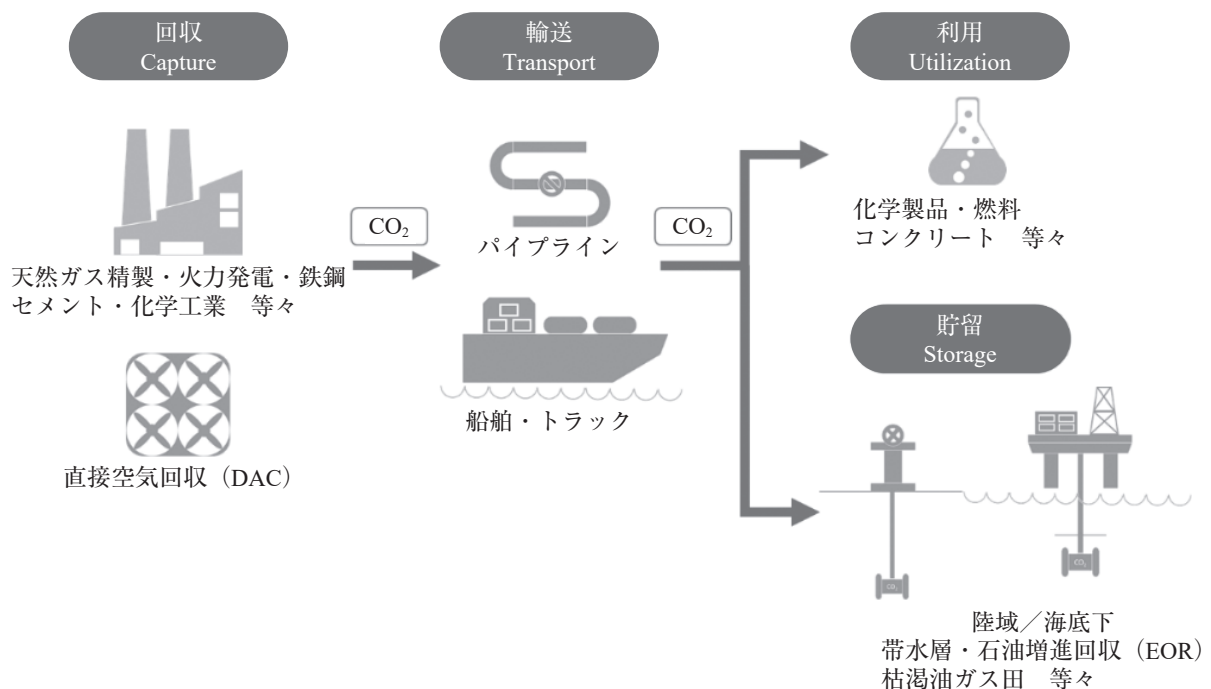 回収
Capture
天然ガス精製・火力発電・鉄鋼
セメント・化学工業　等々
直接空気回収（DAC）
CO₂
輸送
Transport
パイプライン
船舶・トラック
CO₂
利用
Utilization
化学製品・燃料
コンクリート　等々
貯留
Storage
CO₂
CO₂
陸域／海底下
帯水層・石油増進回収（EOR）
枯渇油ガス田　等々